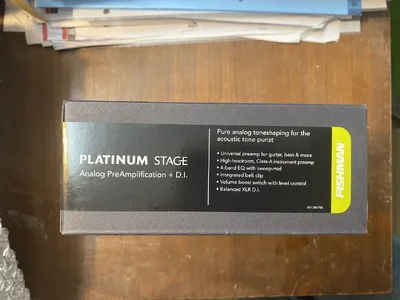 PLATINUM STAGE
Analog PreAmplification + D.I.
Pure analog toneshaping for the
acoustic tone purist
• Universal preamp for guitar, bass & more
• High-headroom, Class-A instrument preamp
• 4-band EQ with sweep-mid
• Integrated belt clip
• Volume boost switch with level control
• Balanced XLR D.I.
FISHMAN